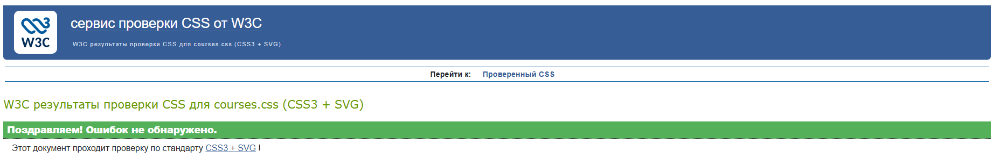 W3C
сервис проверки CSS от W3C
W3C результаты проверки CSS для courses.css (CSS3 + SVG)
Перейти к: Проверенный CSS
W3C результаты проверки CSS для courses.css (CSS3 + SVG)
Поздравляем! Ошибок не обнаружено.
Этот документ проходит проверку по стандарту CSS3 + SVG !